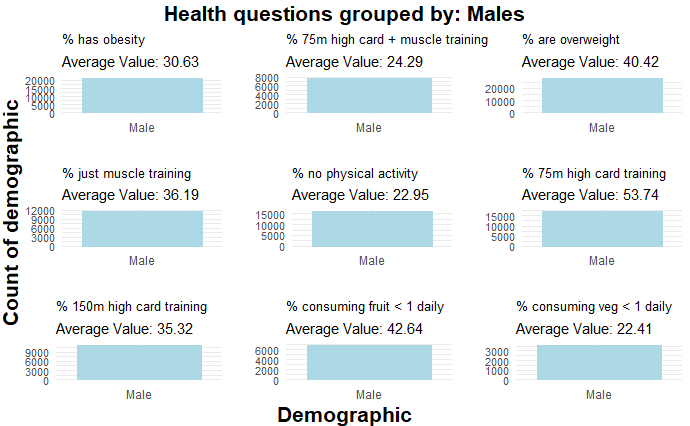 Health questions grouped by: Males
Count of demographic
% has obesity
Average Value: 30.63
20000
15000
10000
5000
0
Male
% 75m high card + muscle training
Average Value: 24.29
8000
6000
4000
2000
0
Male
% are overweight
Average Value: 40.42
20000
10000
0
Male
% just muscle training
Average Value: 36.19
12000
9000
6000
3000
0
Male
% no physical activity
Average Value: 22.95
15000
10000
5000
0
Male
% 75m high card training
Average Value: 53.74
15000
10000
5000
0
Male
% 150m high card training
Average Value: 35.32
9000
6000
3000
0
Male
% consuming fruit < 1 daily
Average Value: 42.64
6000
4000
2000
0
Male
% consuming veg < 1 daily
Average Value: 22.41
3000
2000
1000
0
Male
Demographic